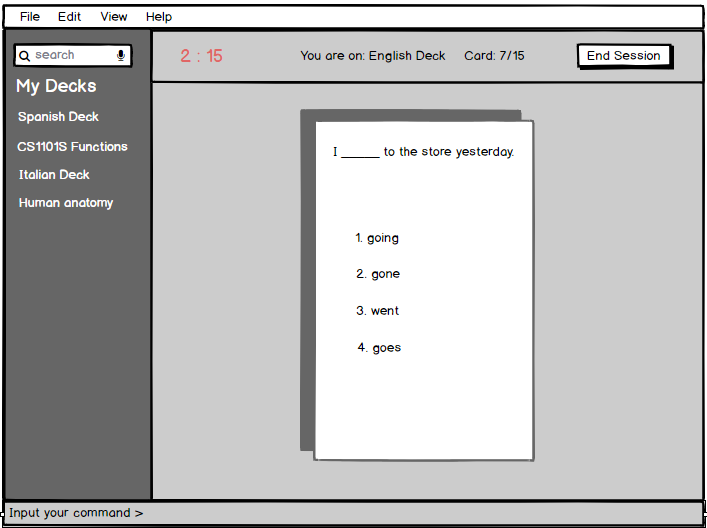 File Edit View Help
search
My Decks
Spanish Deck
CS1101S Functions
Italian Deck
Human anatomy
2 : 15 You are on: English Deck Card: 7/15 End Session
I ______ to the store yesterday.
1. going
2. gone
3. went
4. goes
Input your command >